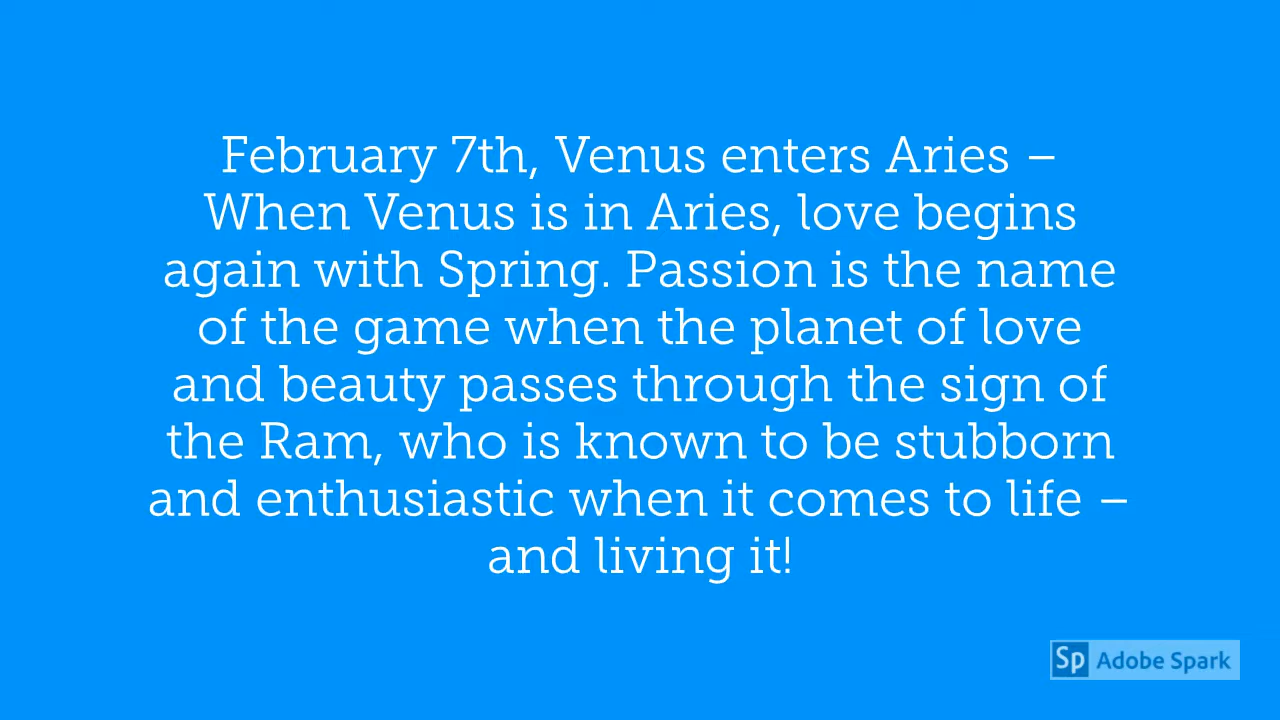 February 7th, Venus enters Aries –
When Venus is in Aries, love begins
again with Spring. Passion is the name
of the game when the planet of love
and beauty passes through the sign of
the Ram, who is known to be stubborn
and enthusiastic when it comes to life –
and living it!
Sp Adobe Spark